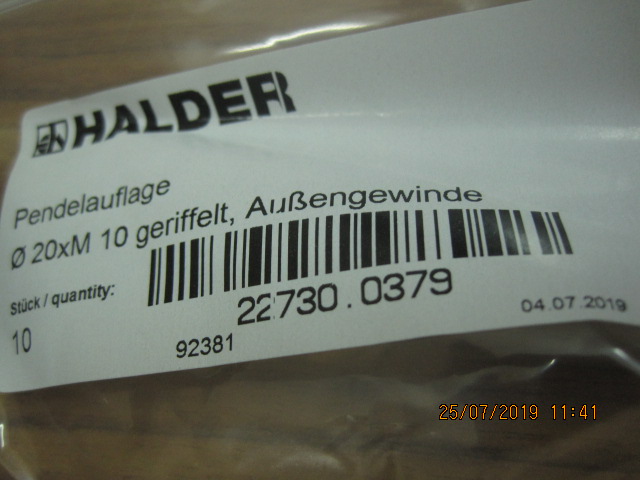 HALDER
Pendelauflage
Ø 20xM 10 geriffelt, Außengewinde
Stück / quantity:
10
22730.0379
92381
04.07.2019
25/07/2019 11:41